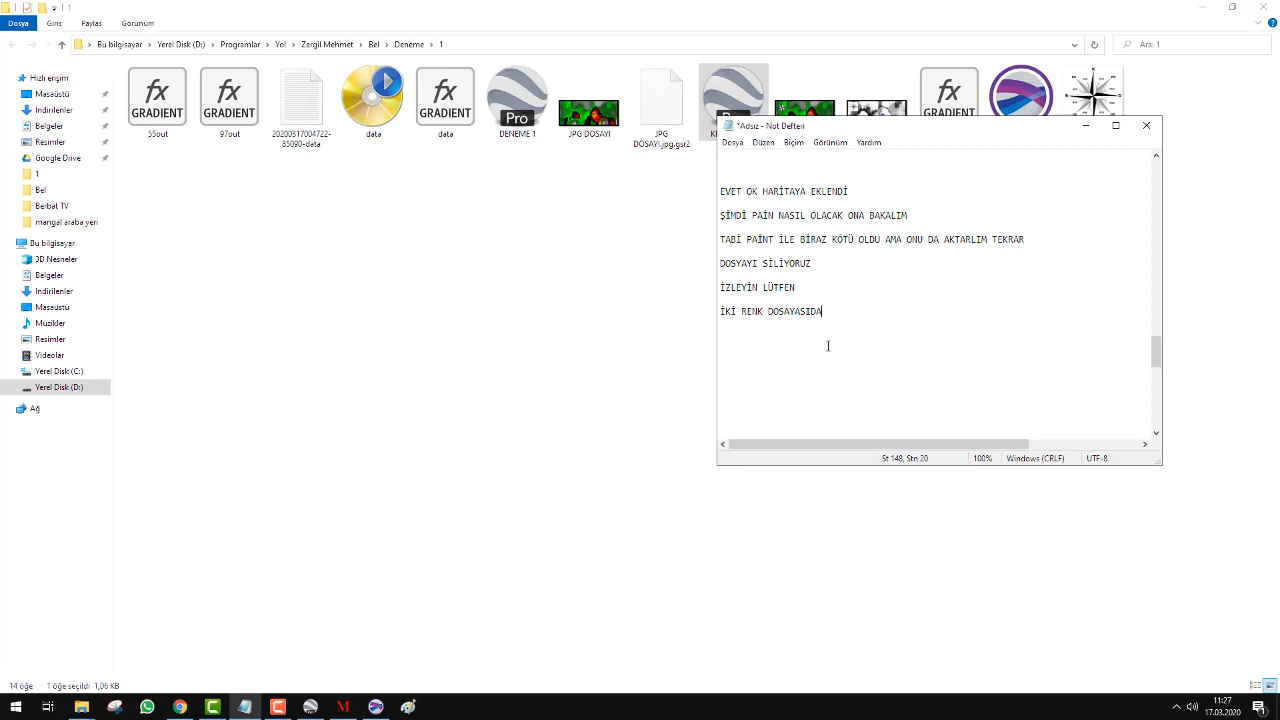 1
Dosya Giriş Paylaş Görünüm
Bu bilgisayar > Yerel Disk (D:) > Programlar > Yol > Zergil Mehmet > Bel > Deneme > 1
Ara: 1
Hızlı erişim
Masaüstü
İndirilenler
Belgeler
Resimler
Google Drive
1
Bel
Berbat TV
mangal araba yeri
Bu bilgisayar
3D Nesneler
Belgeler
İndirilenler
Masaüstü
Müzikler
Resimler
Videolar
Yerel Disk (C:)
Yerel Disk (D:)
Ağ
fx GRADIENT
55out
fx GRADIENT
97out
20200317004722-
85090-data
data
fx GRADIENT
data
Pro
DENEME 1
JPG DOSAYI
JPG
DOSAYI.jpg.gsr2
fx
GRADIENT
*Adsız - Not Defteri
Dosya Düzen Biçim Görünüm Yardım
EVET OK HARİTAYA EKLENDİ
ŞİMDİ PAİN NASIL OLACAK ONA BAKALIM
TABİ PAİNT İLE BİRAZ KÖTÜ OLDU AMA ONU DA AKTARLIM TEKRAR
DOSYAYI SİLİYORUZ
İZLEYİN LÜTFEN
İKİ RENK DOSAYASIDA
St 148, Stn 20 100% Windows (CRLF) UTF-8
14 öğe 1 öğe seçildi 1,06 KB
11:27
17.03.2020